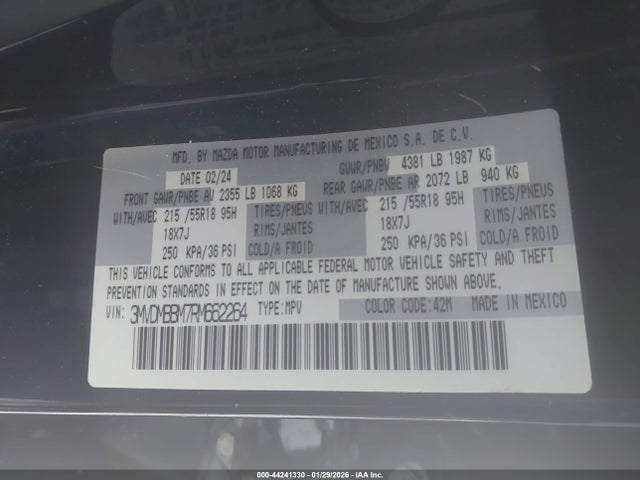 MFD. BY MAZDA MOTOR MANUFACTURING DE MEXICO S.A. DE C.V.
DATE 02/24 GVWR/PNBV 4381 LB 1987 KG
FRONT GAWR/PNBE AV 2355 LB 1068 KG REAR GAWR/PNBE AR 2072 LB 940 KG
WITH/AVEC 215 /55R18 95H TIRES/PNEUS WITH/AVEC 215 /55R18 95H TIRES/PNEUS
18X7J RIMS/JANTES 18X7J RIMS/JANTES
250 KPA/36 PSI COLD/A FROID 250 KPA/36 PSI COLD/A FROID
THIS VEHICLE CONFORMS TO ALL APPLICABLE FEDERAL MOTOR VEHICLE SAFETY AND THEFT
PREVENTION STANDARDS IN EFFECT ON THE DATE OF MANUFACTURE SHOWN ABOVE.
VIN: 3MVDMBBM7RM662264 TYPE: MPV COLOR CODE: 42M MADE IN MEXICO
000-44241330 - 01/29/2026 - © IAA Inc.